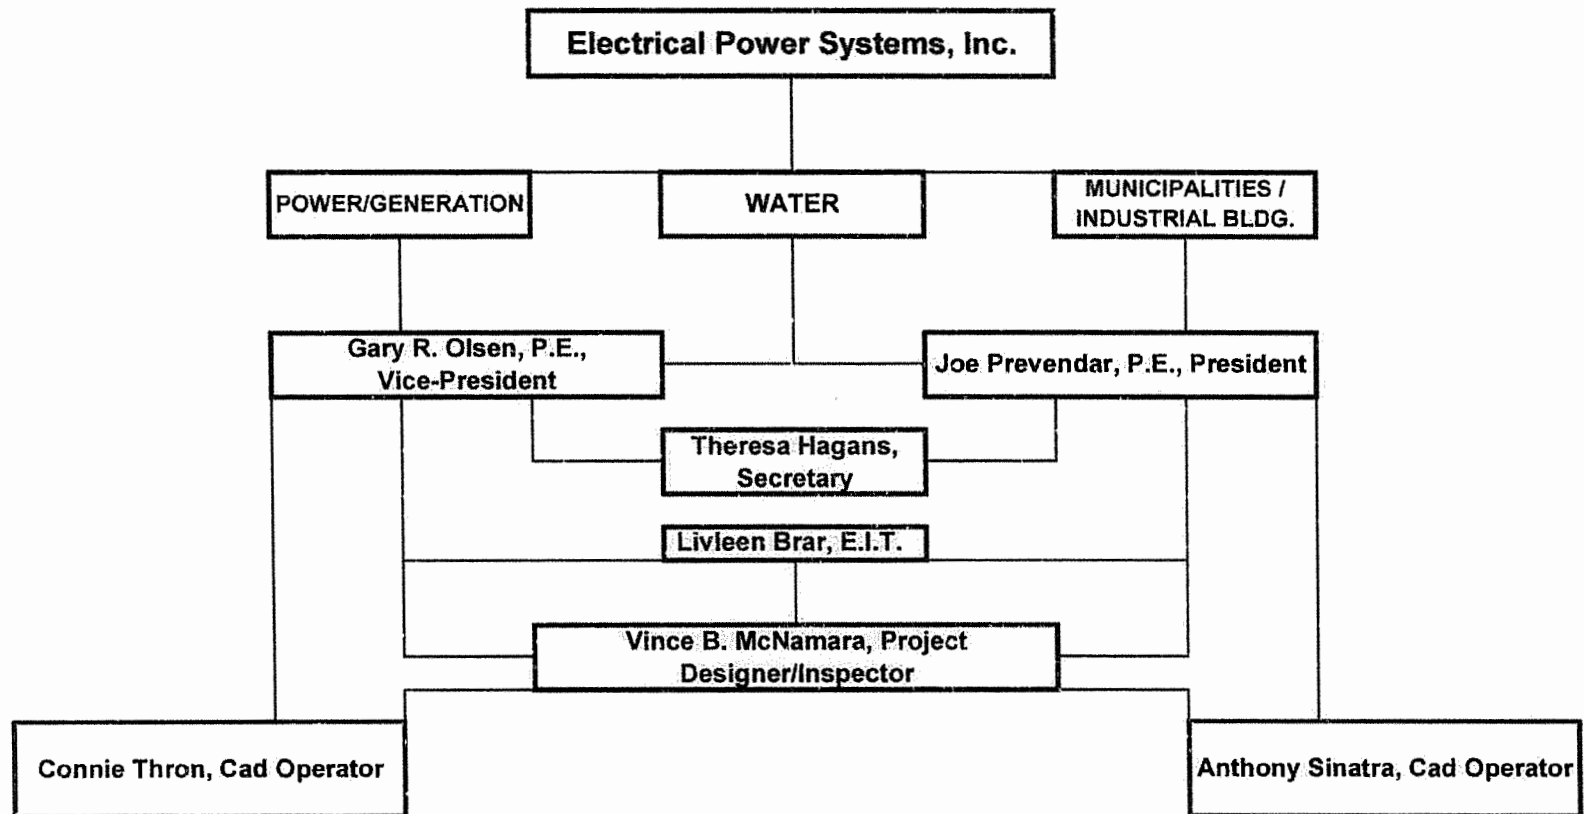 Electrical Power Systems, Inc.
POWER/GENERATION
WATER
MUNICIPALITIES /
INDUSTRIAL BLDG.
Gary R. Olsen, P.E.,
Vice-President
Joe Prevendar, P.E., President
Theresa Hagans,
Secretary
Livleen Brar, E.I.T.
Vince B. McNamara, Project
Designer/Inspector
Connie Thron, Cad Operator
Anthony Sinatra, Cad Operator